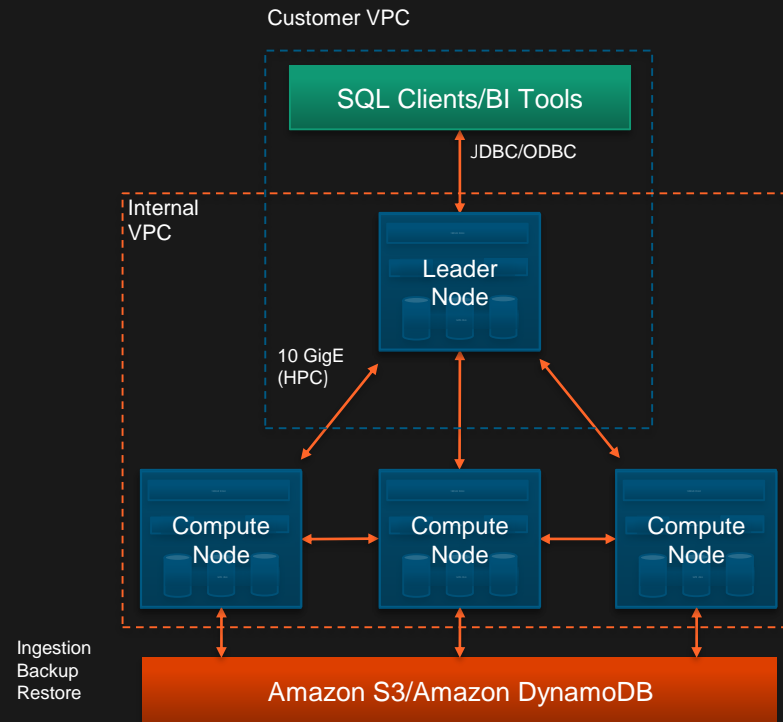 Customer VPC
SQL Clients/BI Tools
JDBC/ODBC
Internal
VPC
Leader
Node
10 GigE
(HPC)
Compute
Node
Compute
Node
Compute
Node
Ingestion
Backup
Restore
Amazon S3/Amazon DynamoDB